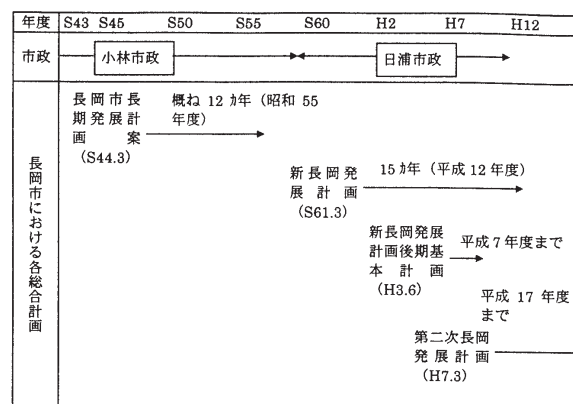 年度 S43 S45 S50 S55 S60 H2 H7 H12
市政 小林市政 日浦市政
長岡市における各総合計画
長岡市長
期発展計
画案
(S44.3)
概ね 12 ｶ年（昭和 55
年度）
新長岡発
展計画
(S61.3)
15 ｶ年（平成 12 年度）
新長岡発展
計画後期基
本計画
(H3.6)
平成 7 年度まで
平成 17 年度
まで
第二次長岡
発展計画
(H7.3)